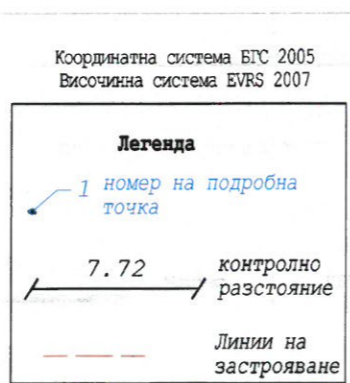 Координатна система БГС 2005
Височинна система EVRS 2007
Легенда
1 номер на подробна
точка
7.72 контролно
разстояние
Линии на
застрояване